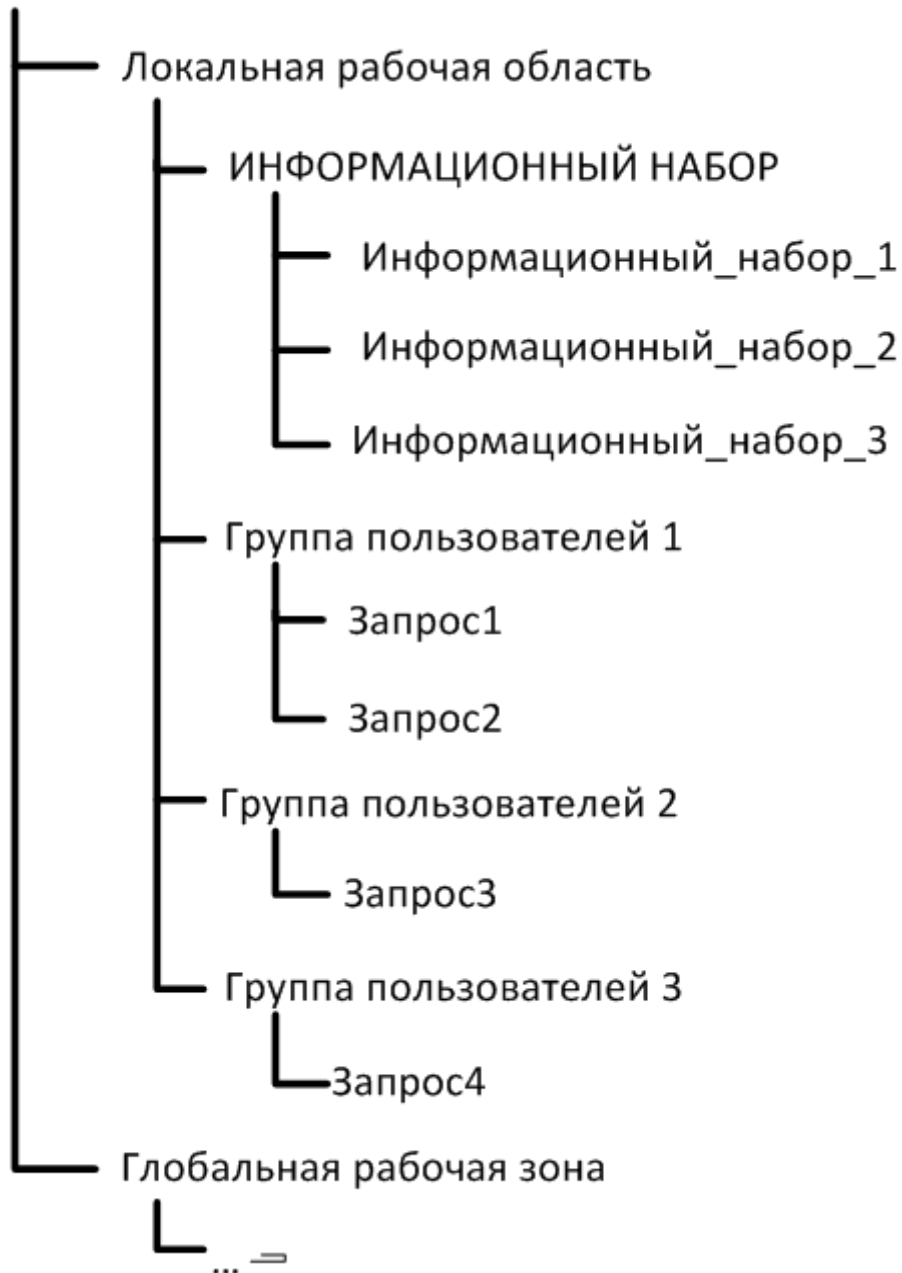 Локальная рабочая область
ИНФОРМАЦИОННЫЙ НАБОР
Информационный_набор_1
Информационный_набор_2
Информационный_набор_3
Группа пользователей 1
Запрос1
Запрос2
Группа пользователей 2
Запрос3
Группа пользователей 3
Запрос4
Глобальная рабочая зона
...